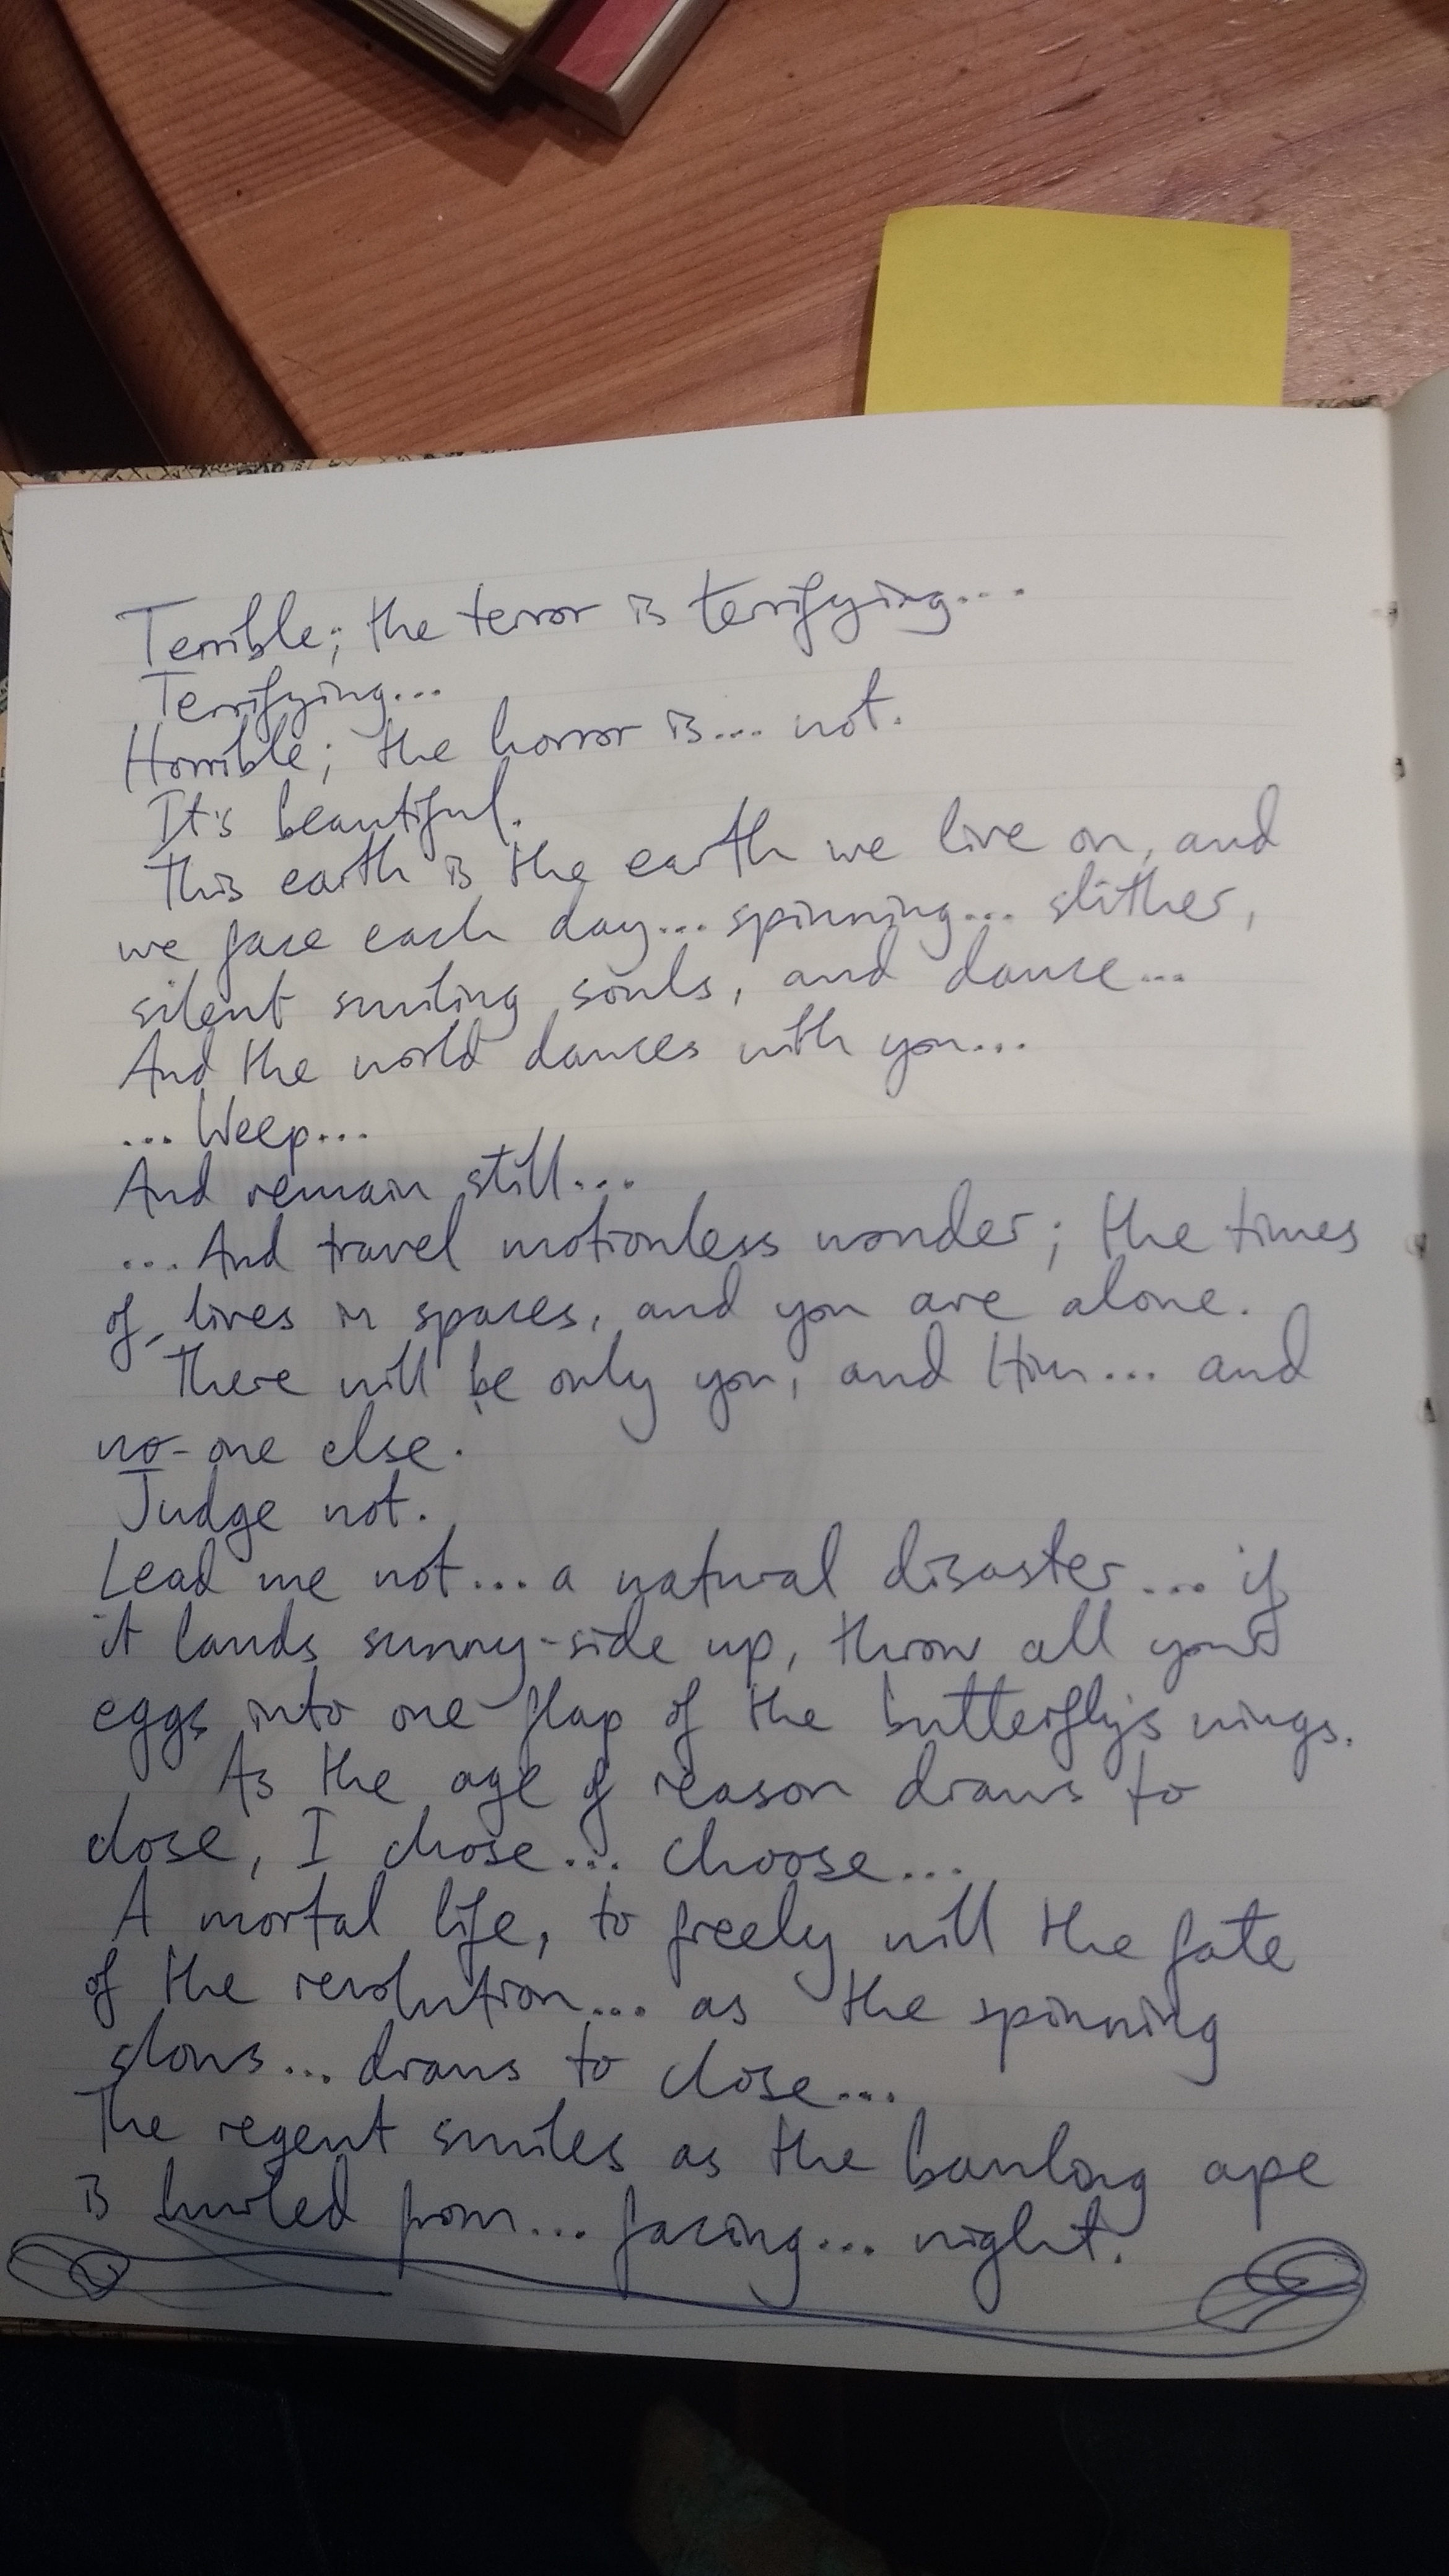 Terrible; the terror is terrifying...
Terrifying...
Horrible; the horror is... not.
It's beautiful.
This earth is the earth we live on, and
we face each day... spinning... slither,
silent smiling souls, and dance...
And the world dances with you...
... Weep...
And remain still...
... And travel motionless wonder; the times
of lives in spaces, and you are alone.
There will be only you, and Him... and
no-one else.
Judge not.
Lead me not... a natural disaster... if
it lands sunny-side up, throw all your
eggs into one flap of the butterfly's wings.
As the age of reason draws to
close, I chose... choose...
A mortal life, to freely will the fate
of the revolution... as the spinning
slows... draws to close...
The regent smiles as the bawling ape
is hurled from... facing... night.